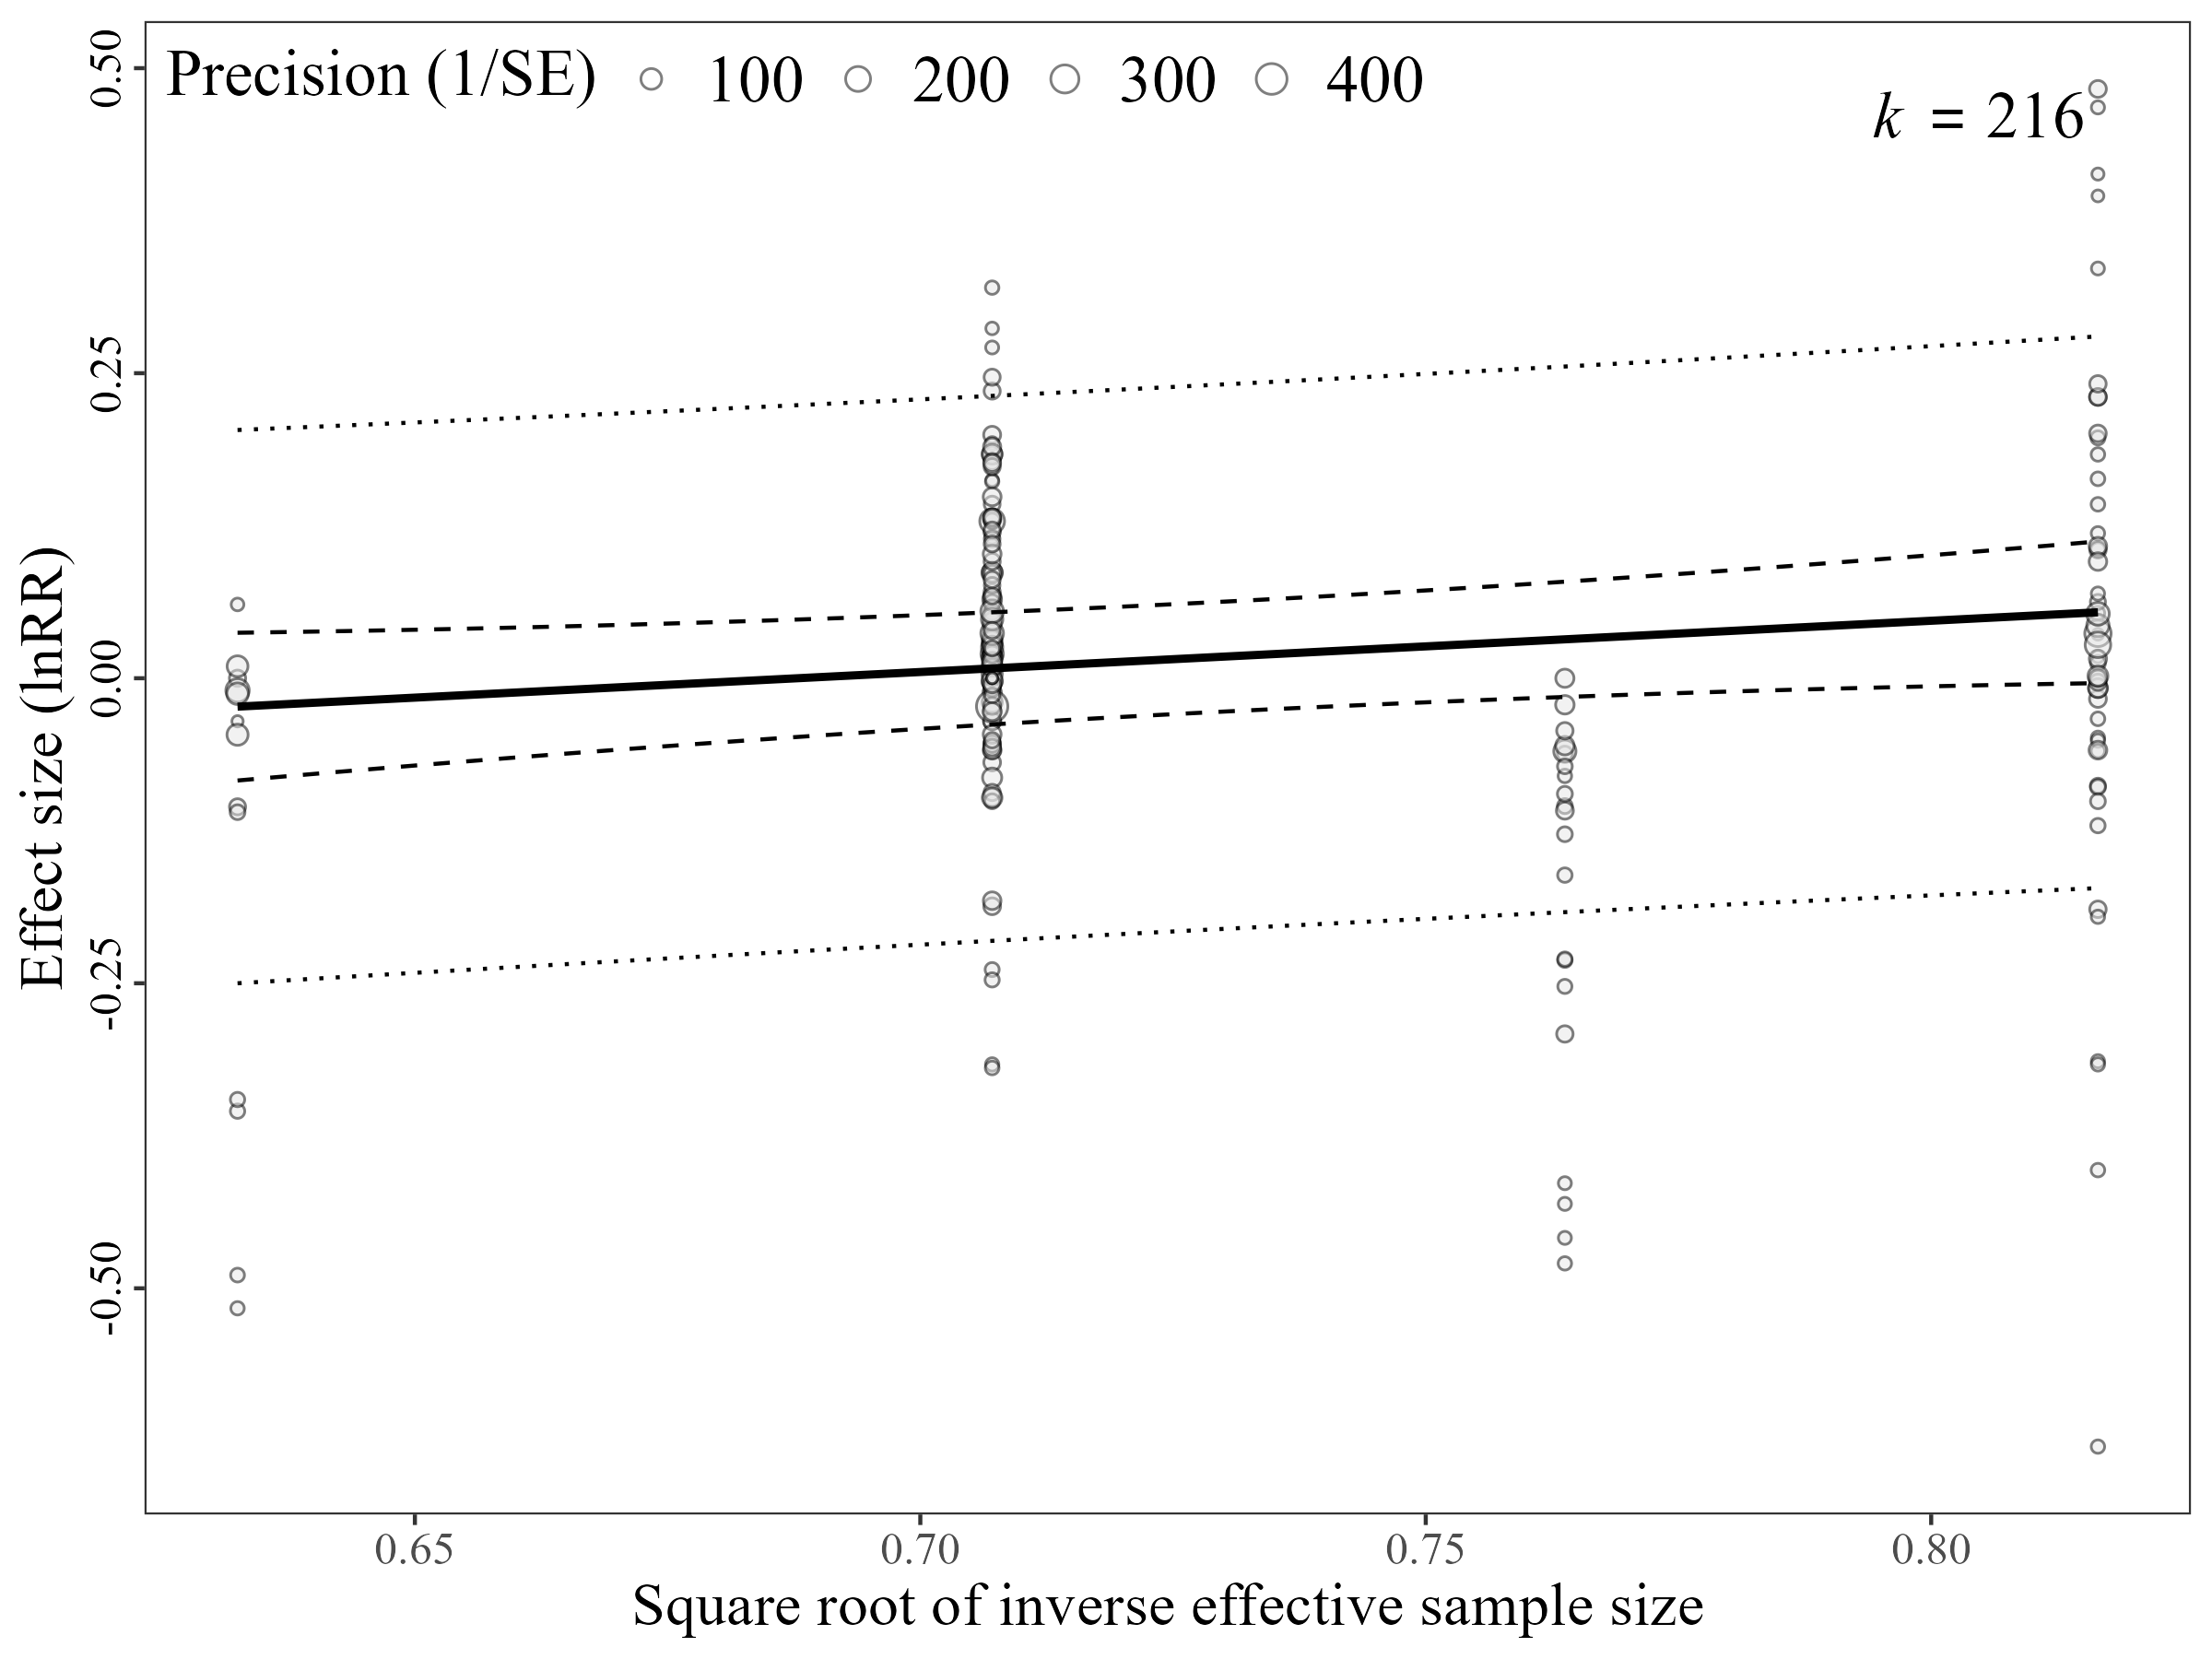 Precision (1/SE) 100 200 300 400
k = 216
Effect size (lnRR)
0.50
0.25
0.00
-0.25
-0.50
0.65 0.70 0.75 0.80
Square root of inverse effective sample size